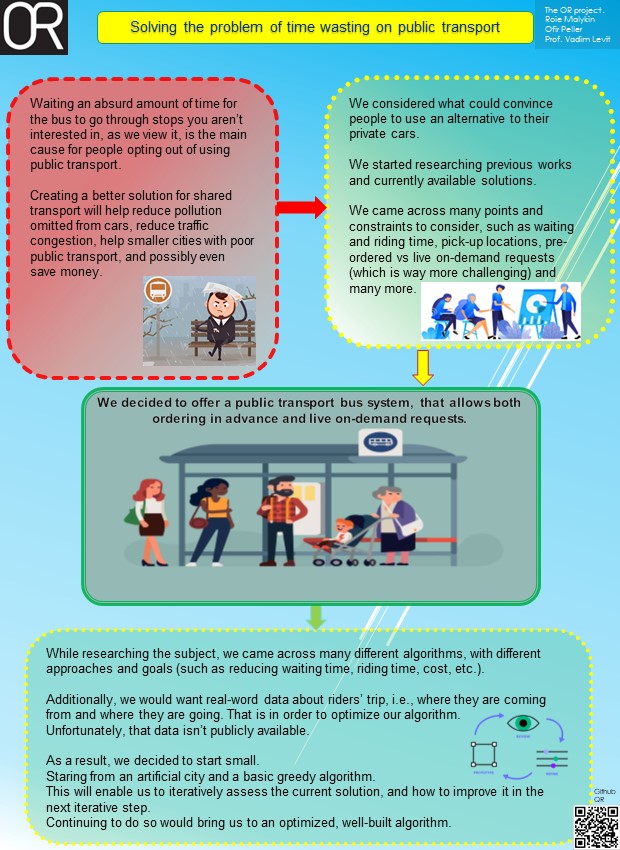 OR
Solving the problem of time wasting on public transport
The OR project.
Roie Malykin
Ofir Peller
Prof. Vadim Levit
Waiting an absurd amount of time for
the bus to go through stops you aren't
interested in, as we view it, is the main
cause for people opting out of using
public transport.
Creating a better solution for shared
transport will help reduce pollution
omitted from cars, reduce traffic
congestion, help smaller cities with poor
public transport, and possibly even
save money.
We considered what could convince
people to use an alternative to their
private cars.
We started researching previous works
and currently available solutions.
We came across many points and
constraints to consider, such as waiting
and riding time, pick-up locations, pre-
ordered vs live on-demand requests
(which is way more challenging) and
many more.
We decided to offer a public transport bus system, that allows both
ordering in advance and live on-demand requests.
While researching the subject, we came across many different algorithms, with different
approaches and goals (such as reducing waiting time, riding time, cost, etc.).
Additionally, we would want real-word data about riders' trip, i.e., where they are coming
from and where they are going. That is in order to optimize our algorithm.
Unfortunately, that data isn't publicly available.
As a result, we decided to start small.
Staring from an artificial city and a basic greedy algorithm.
This will enable us to iteratively assess the current solution, and how to improve it in the
next iterative step.
Continuing to do so would bring us to an optimized, well-built algorithm.
Github
QR